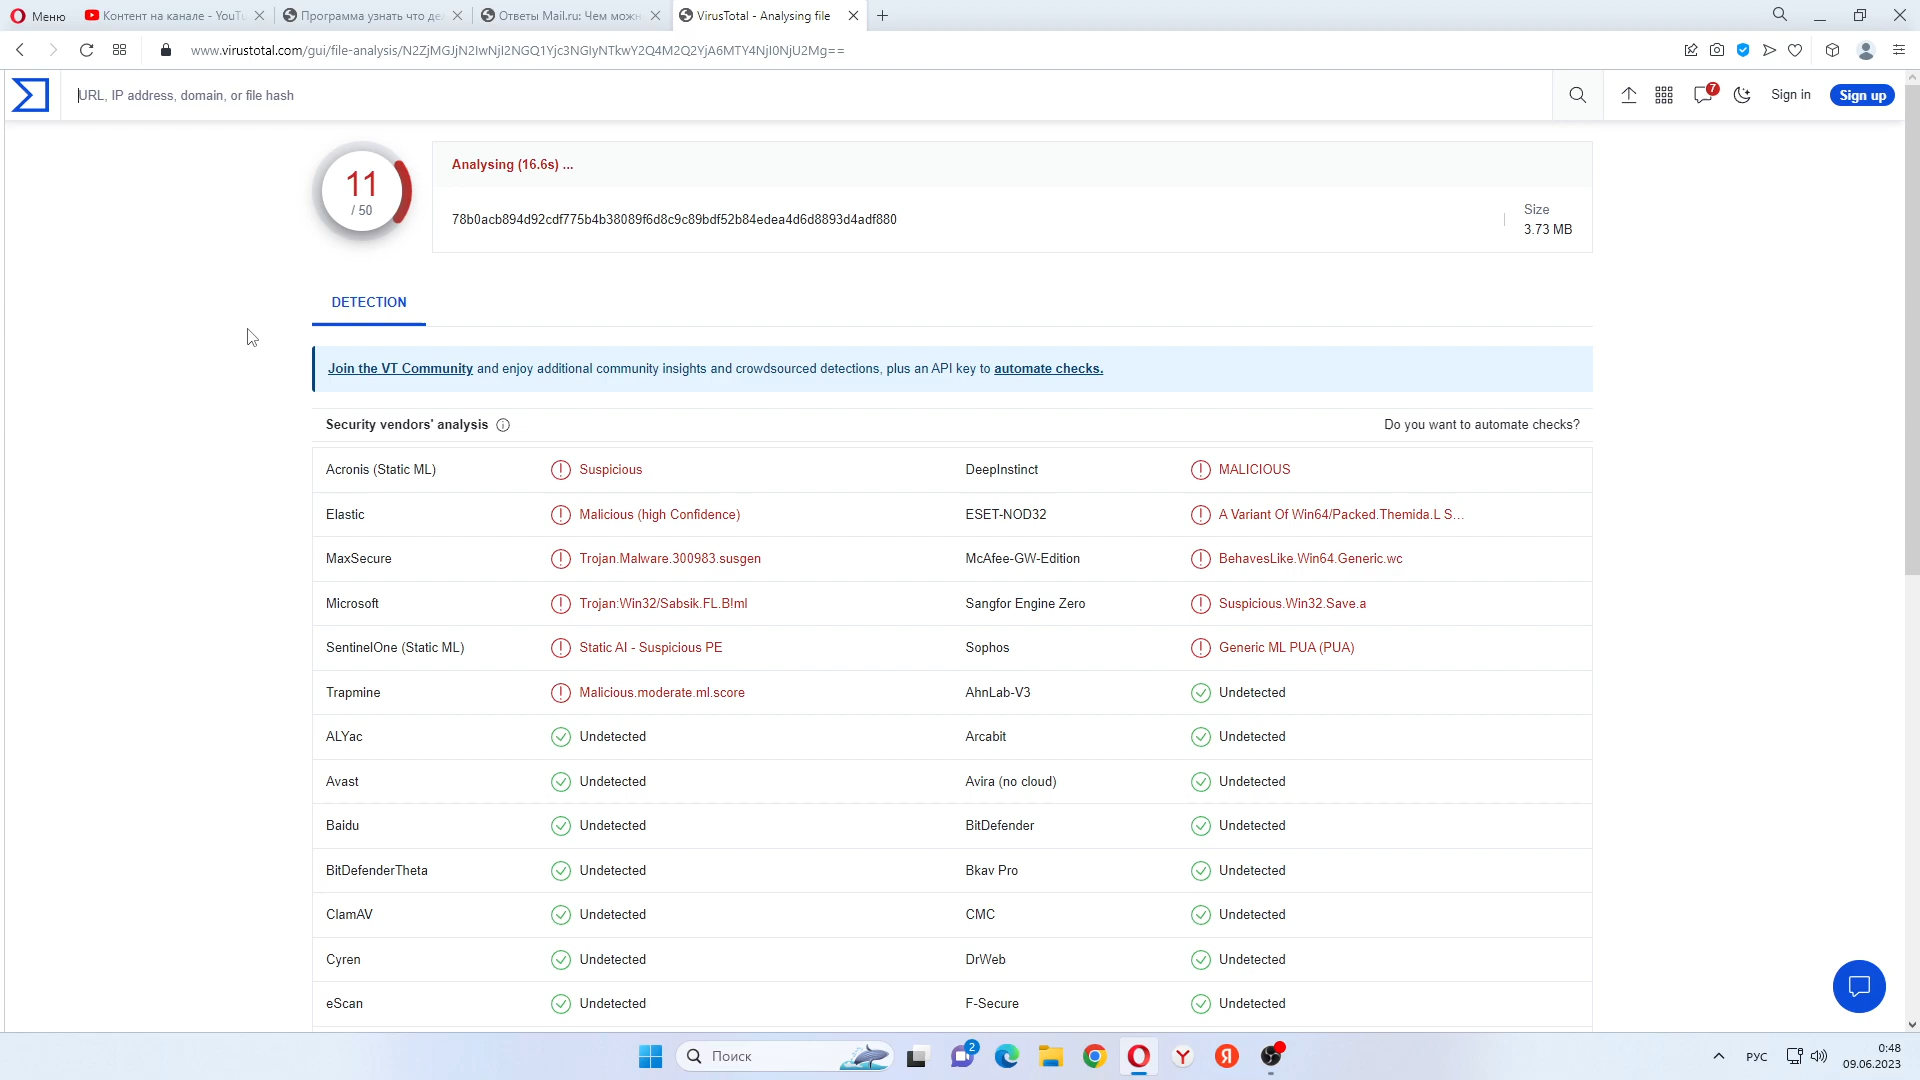 Меню
Контент на канале - YouTu
Программа узнать что де
Ответы Mail.ru: Чем можн
VirusTotal - Analysing file
www.virustotal.com/gui/file-analysis/N2ZjMGJjN2IwNjI2NGQ1Yjc3NGIyNTkwY2Q4M2Q2YjA6MTY4NjI0NjU2Mg==
URL, IP address, domain, or file hash
7
Sign in
Sign up
11
/ 50
Analysing (16.6s) ...
78b0acb894d92cdf775b4b38089f6d8c9c89bdf52b84edea4d6d8893d4adf880
Size
3.73 MB
DETECTION
Join the VT Community and enjoy additional community insights and crowdsourced detections, plus an API key to automate checks.
Security vendors' analysis
Do you want to automate checks?
Acronis (Static ML) Suspicious DeepInstinct MALICIOUS
Elastic Malicious (high Confidence) ESET-NOD32 A Variant Of Win64/Packed.Themida.L S...
MaxSecure Trojan.Malware.300983.susgen McAfee-GW-Edition BehavesLike.Win64.Generic.wc
Microsoft Trojan:Win32/Sabsik.FL.B!ml Sangfor Engine Zero Suspicious.Win32.Save.a
SentinelOne (Static ML) Static AI - Suspicious PE Sophos Generic ML PUA (PUA)
Trapmine Malicious.moderate.ml.score AhnLab-V3 Undetected
ALYac Undetected Arcabit Undetected
Avast Undetected Avira (no cloud) Undetected
Baidu Undetected BitDefender Undetected
BitDefenderTheta Undetected Bkav Pro Undetected
ClamAV Undetected CMC Undetected
Cyren Undetected DrWeb Undetected
eScan Undetected F-Secure Undetected
Поиск
2
РУС
0:48
09.06.2023